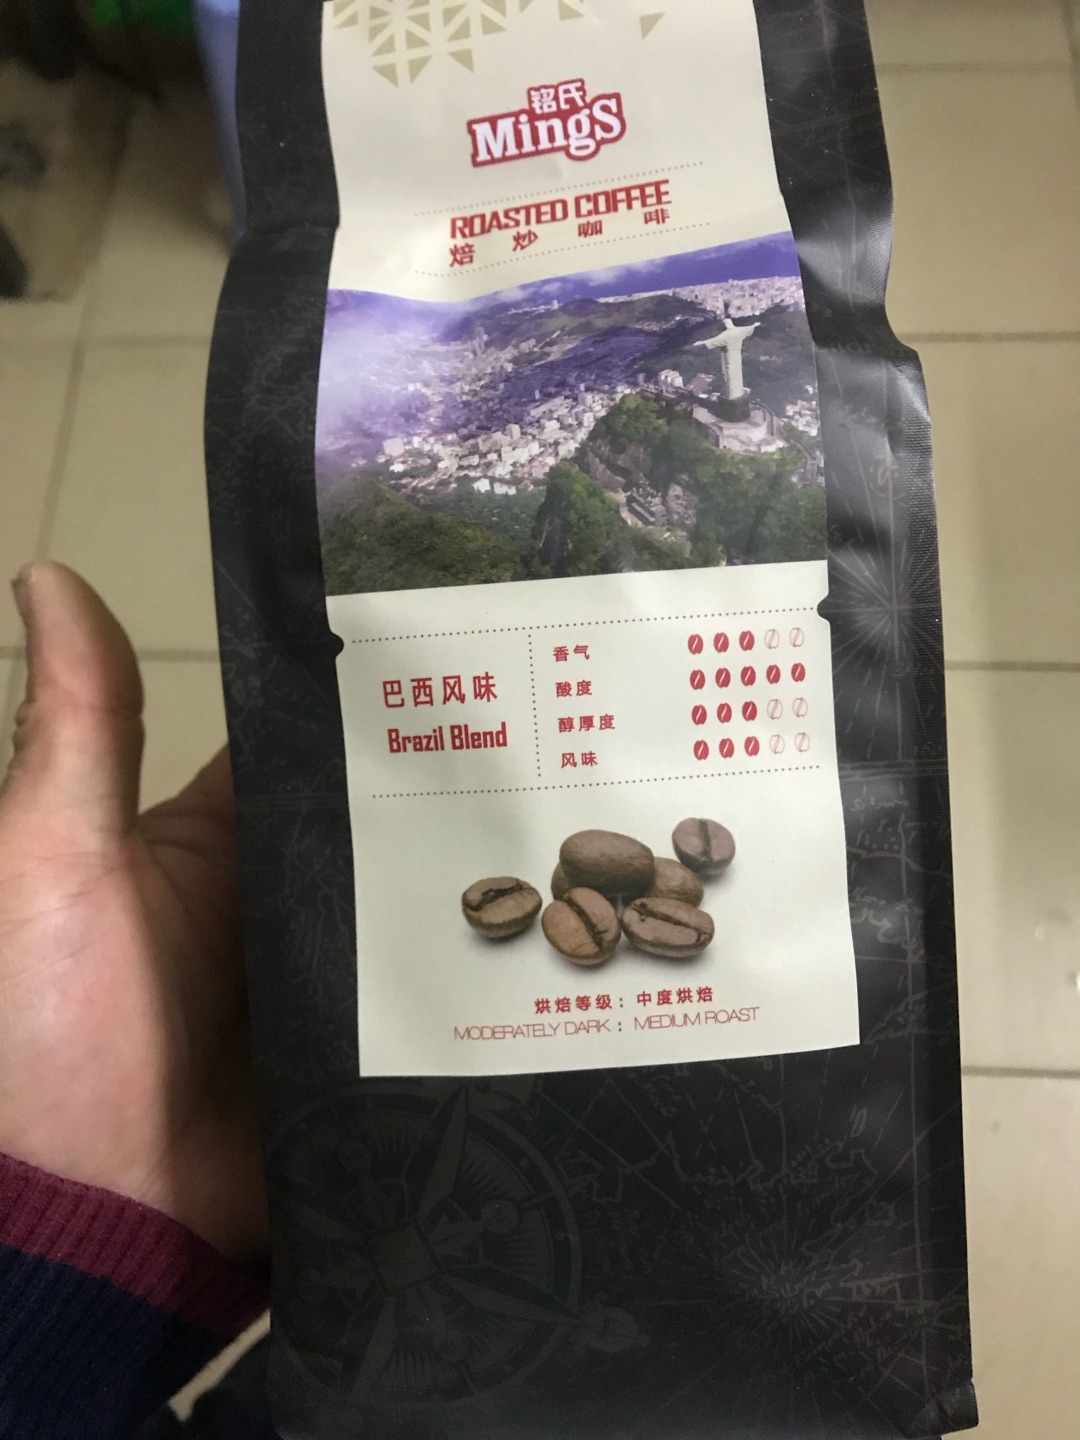 铭氏
MingS
ROASTED COFFEE
焙炒咖啡
巴西风味
Brazil Blend
香气
酸度
醇厚度
风味
烘焙等级：中度烘焙
MODERATELY DARK : MEDIUM ROAST